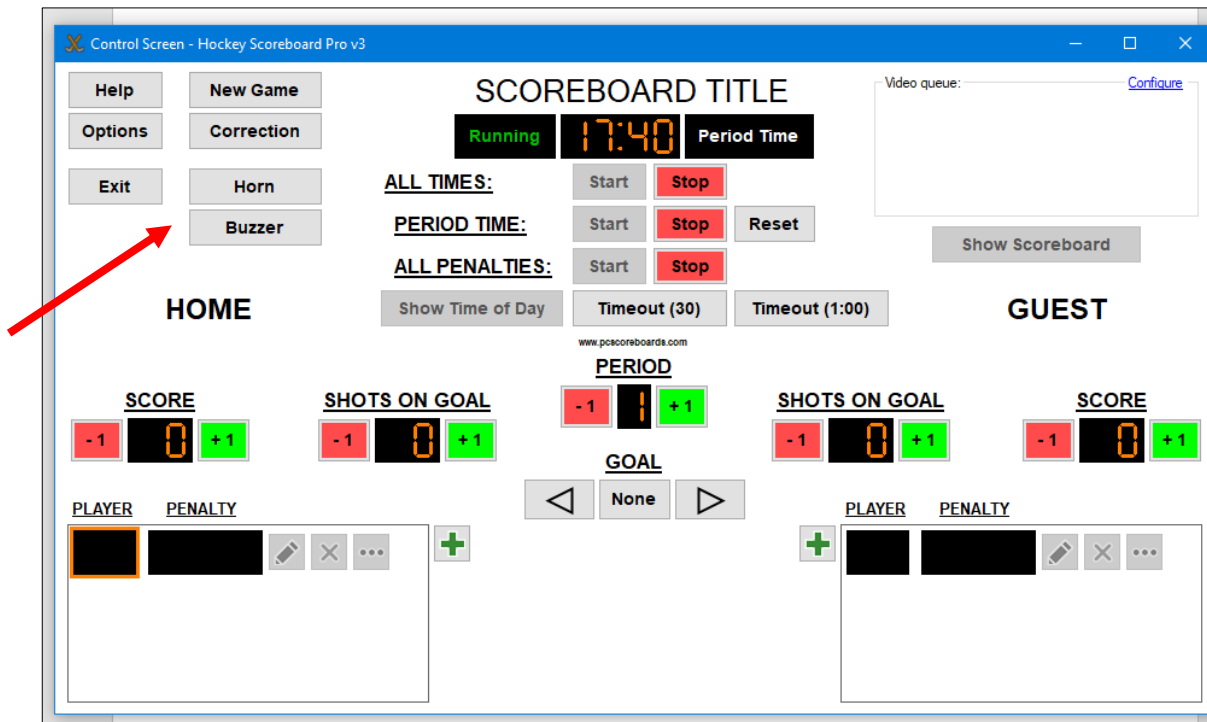 Control Screen - Hockey Scoreboard Pro v3
Help New Game SCOREBOARD TITLE Video queue: Configure
Options Correction Running 17:40 Period Time
Exit Horn ALL TIMES: Start Stop
Buzzer PERIOD TIME: Start Stop Reset
Show Scoreboard
ALL PENALTIES: Start Stop
HOME Show Time of Day Timeout (30) Timeout (1:00) GUEST
www.pcscoreboards.com
PERIOD
SCORE SHOTS ON GOAL - 1 1 + 1 SHOTS ON GOAL SCORE
- 1 0 + 1 - 1 0 + 1 - 1 0 + 1 - 1 0 + 1
GOAL
None
PLAYER PENALTY PLAYER PENALTY